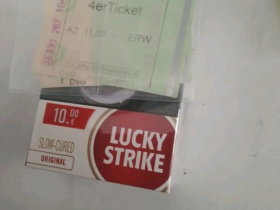 4erTicket
A2
ERW
10.00
€
LUCKY
STRIKE
SLOW-CURED
ORIGINAL